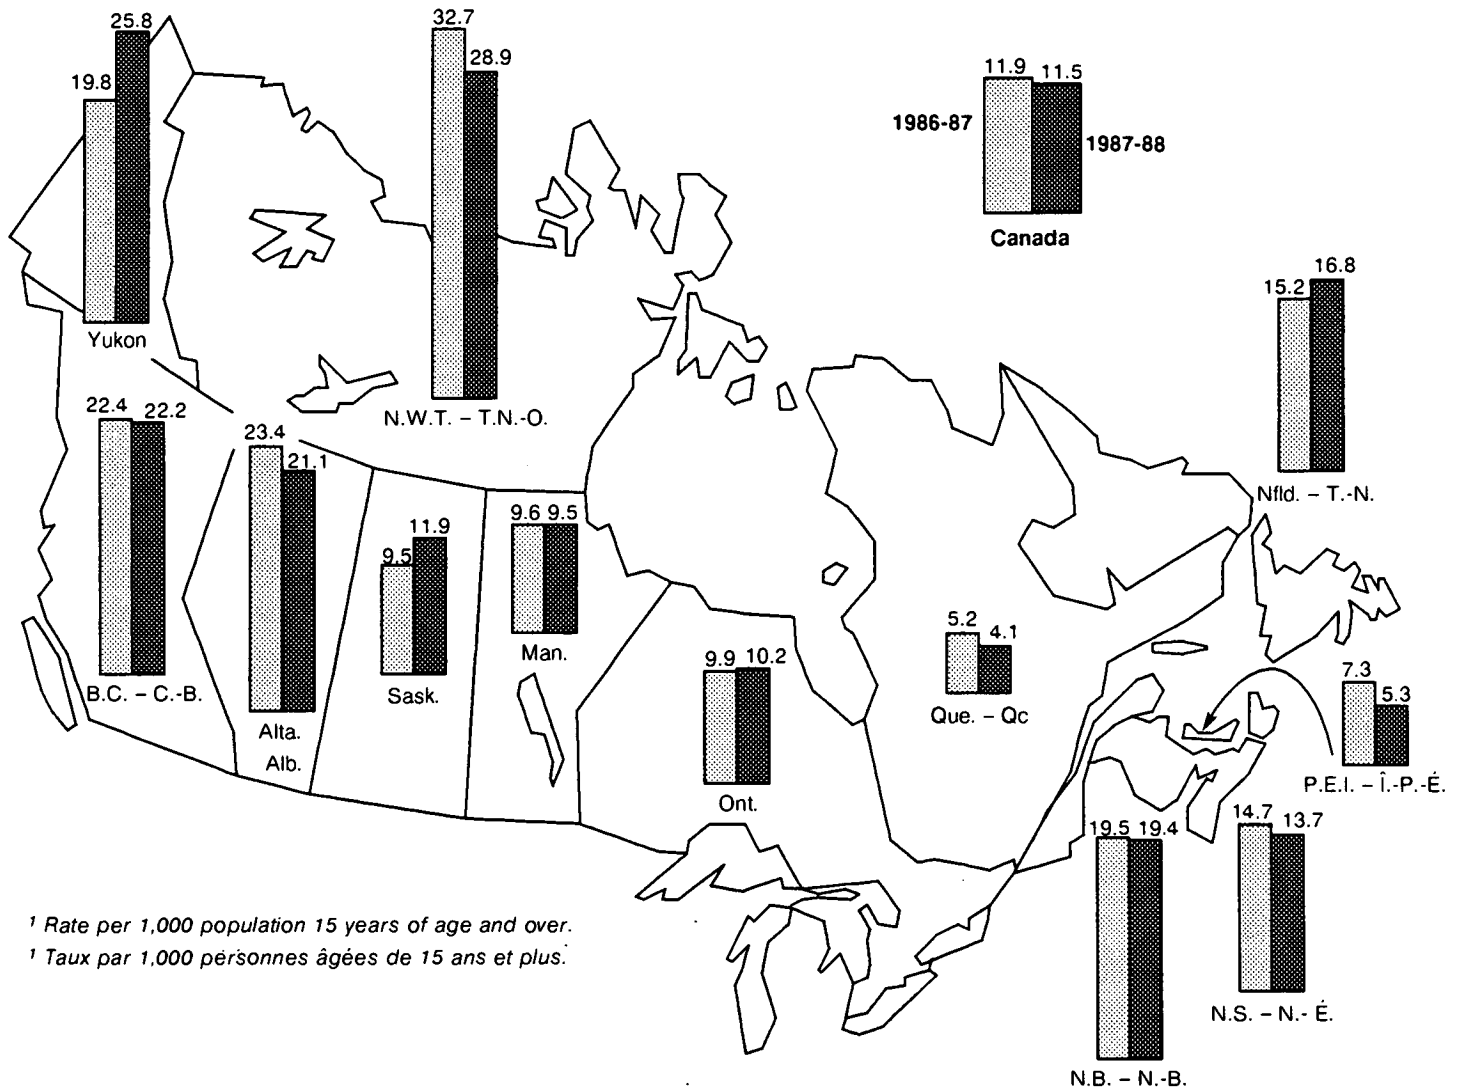 25.8
19.8
Yukon
32.7
28.9
N.W.T. – T.N.-O.
11.9 11.5
1986-87
1987-88
Canada
15.2 16.8
Nfld. – T.-N.
22.4 22.2
B.C. – C.-B.
23.4
21.1
Alta.
Alb.
9.5 11.9
Sask.
9.6 9.5
Man.
9.9 10.2
Ont.
5.2 4.1
Que. – Qc
7.3
5.3
P.E.I. – Î.-P.-É.
19.5 19.4
N.B. – N.-B.
14.7 13.7
N.S. – N.- É.
¹ Rate per 1,000 population 15 years of age and over.
¹ Taux par 1,000 personnes âgées de 15 ans et plus.